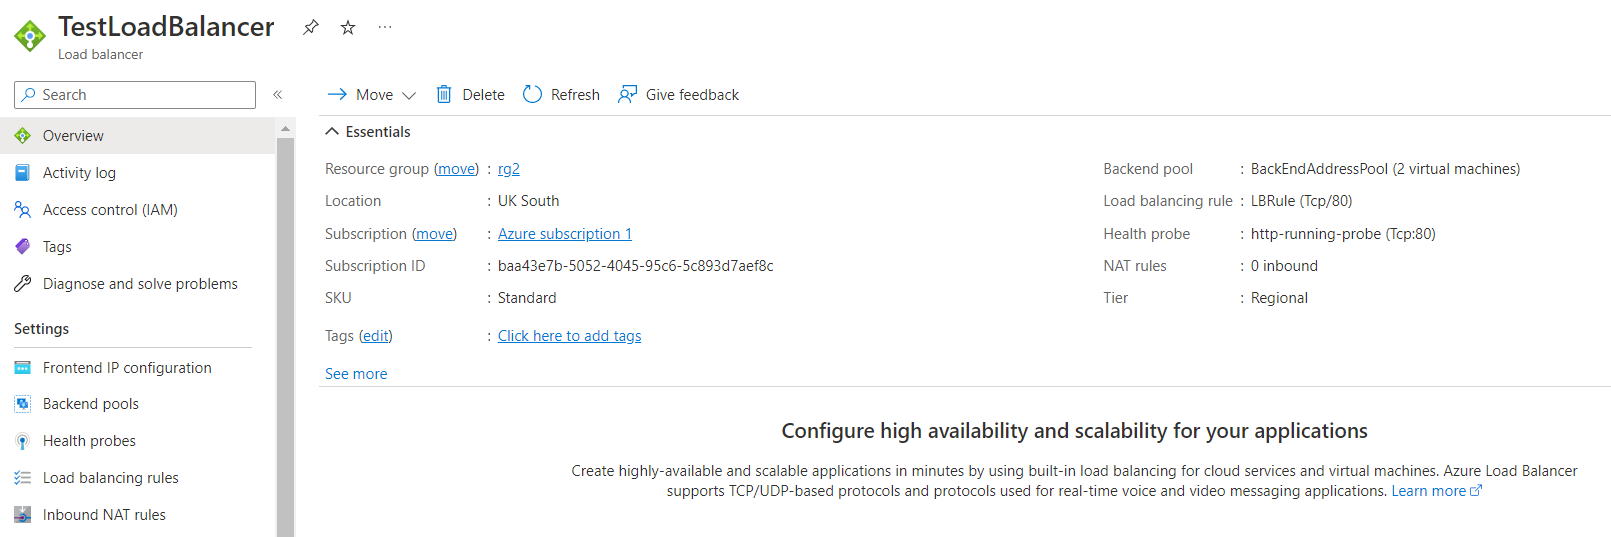 TestLoadBalancer
Load balancer
Search
Overview
Activity log
Access control (IAM)
Tags
Diagnose and solve problems
Settings
Frontend IP configuration
Backend pools
Health probes
Load balancing rules
Inbound NAT rules
Move
Delete
Refresh
Give feedback
Essentials
Resource group (move) : rg2
Location : UK South
Subscription (move) : Azure subscription 1
Subscription ID : baa43e7b-5052-4045-95c6-5c893d7aef8c
SKU : Standard
Tags (edit) : Click here to add tags
See more
Backend pool : BackEndAddressPool (2 virtual machines)
Load balancing rule : LBRule (Tcp/80)
Health probe : http-running-probe (Tcp:80)
NAT rules : 0 inbound
Tier : Regional
Configure high availability and scalability for your applications
Create highly-available and scalable applications in minutes by using built-in load balancing for cloud services and virtual machines. Azure Load Balancer
supports TCP/UDP-based protocols and protocols used for real-time voice and video messaging applications. Learn more